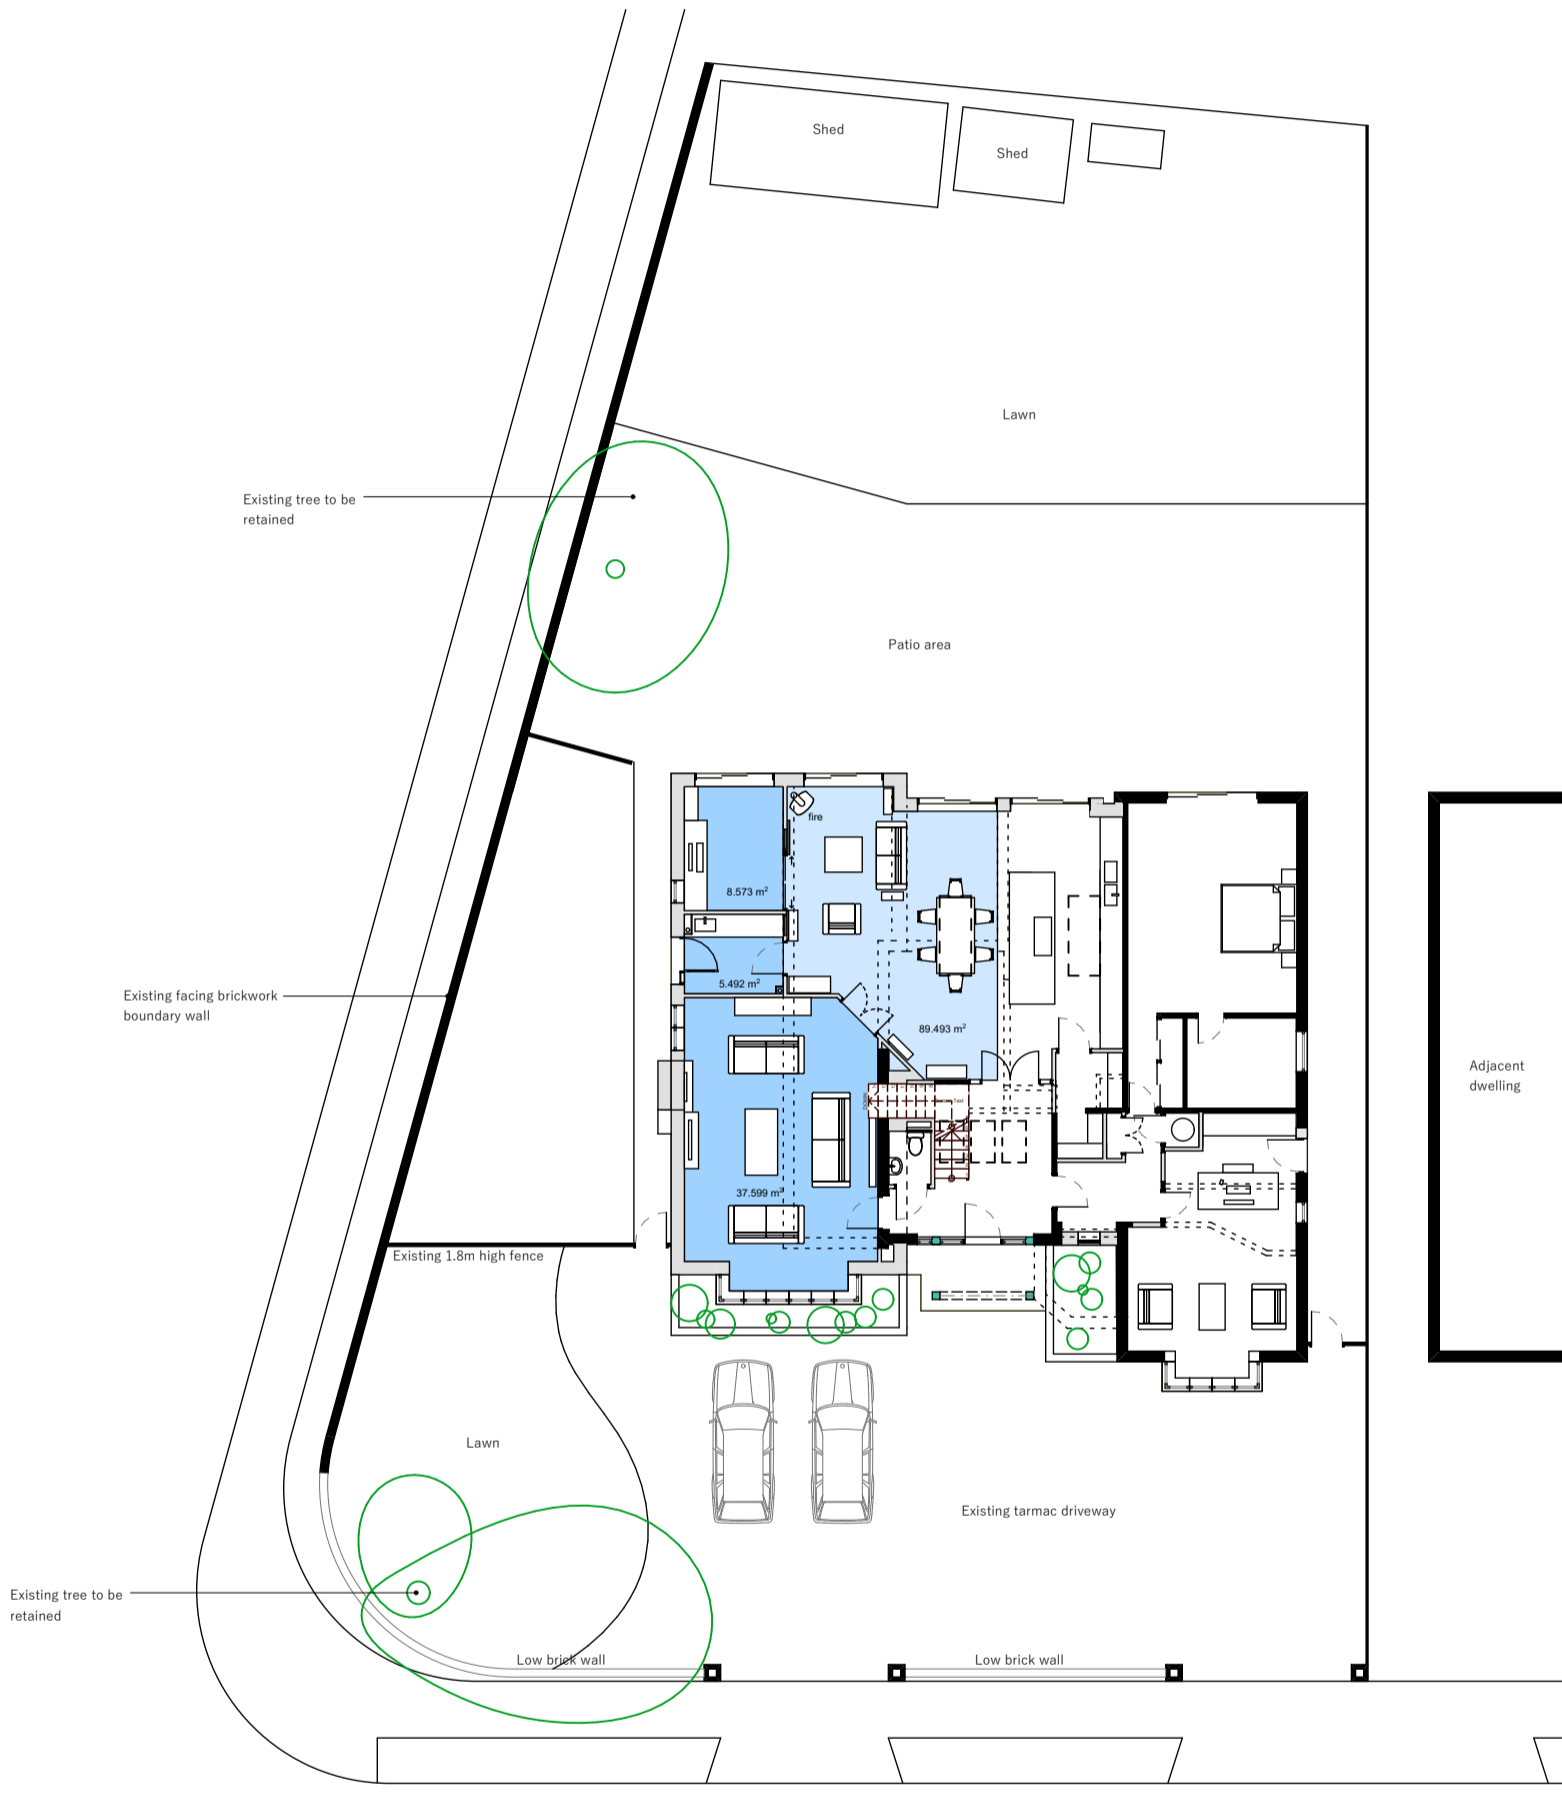 Shed
Shed
Lawn
Existing tree to be
retained
Patio area
fire
8.573 m²
5.492 m²
89.493 m²
Existing facing brickwork
boundary wall
Adjacent
dwelling
37.599 m²
Existing 1.8m high fence
Lawn
Existing tarmac driveway
Existing tree to be
retained
Low brick wall
Low brick wall